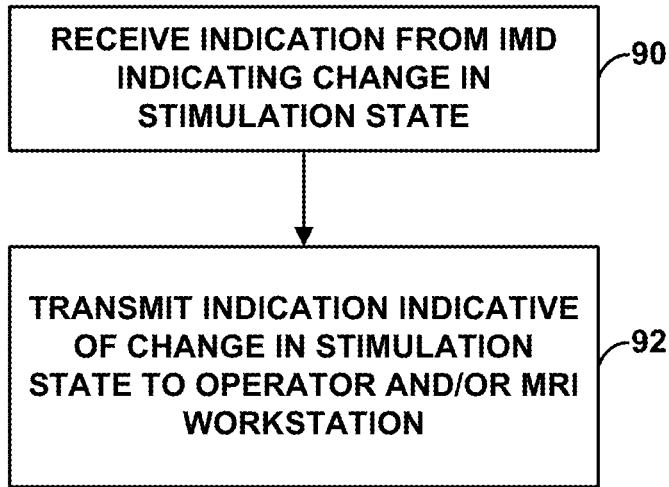 RECEIVE INDICATION FROM IMD
INDICATING CHANGE IN
STIMULATION STATE
90
TRANSMIT INDICATION INDICATIVE
OF CHANGE IN STIMULATION
STATE TO OPERATOR AND/OR MRI
WORKSTATION
92